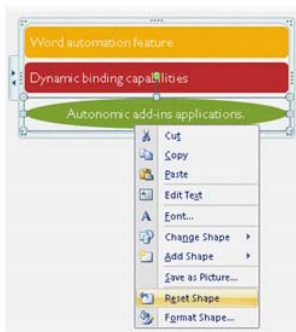 Word automation feature
Dynamic binding capabilities
Autonomic add-ins applications.
Cut
Copy
Paste
Edit Text
Font...
Change Shape
Add Shape
Save as Picture...
Reset Shape
Format Shape...